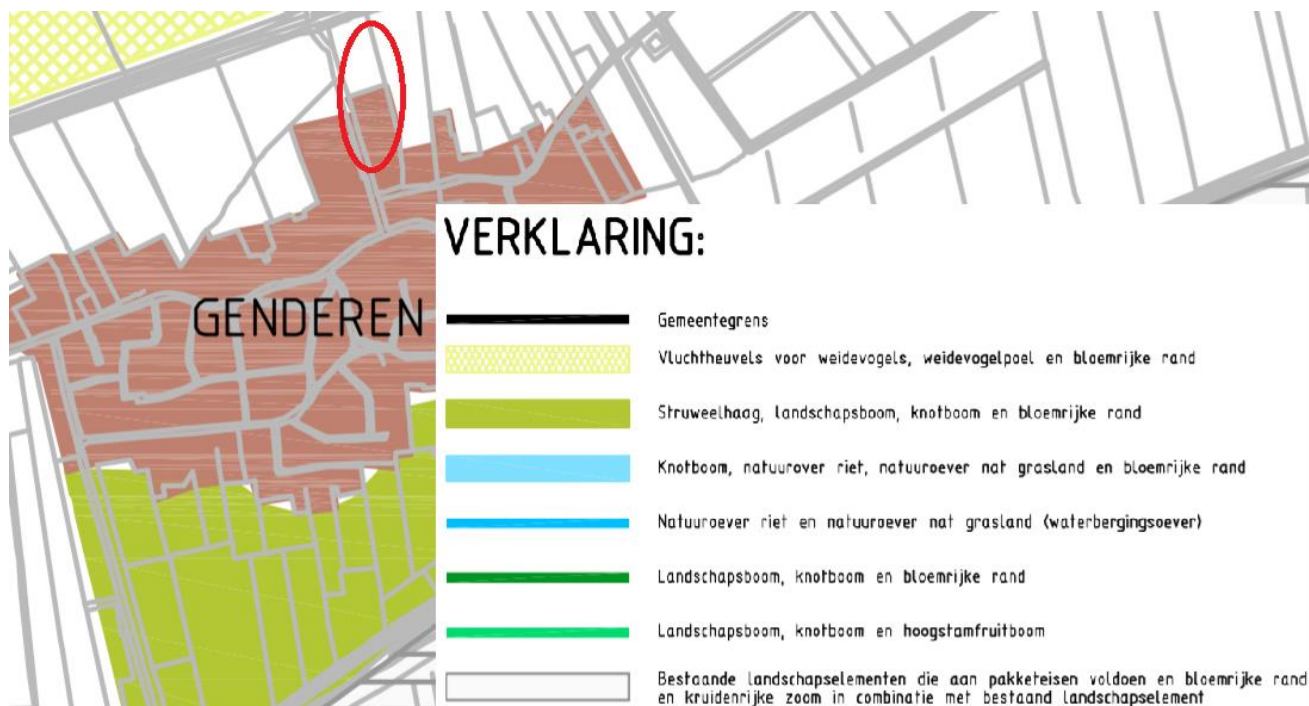 GENDEREN
VERKLARING:
Gemeentegrens
Vluchtheuvels voor weidevogels, weidevogelpoel en bloemrijke rand
Struweelhaag, landschapsboom, knotboom en bloemrijke rand
Knotboom, natuurover riet, natuuroever nat grasland en bloemrijke rand
Natuuroever riet en natuuroever nat grasland (waterbergingsoever)
Landschapsboom, knotboom en bloemrijke rand
Landschapsboom, knotboom en hoogstamfruitboom
Bestaande landschapselementen die aan pakketeisen voldoen en bloemrijke rand
en kruidenrijke zoom in combinatie met bestaand landschapselement